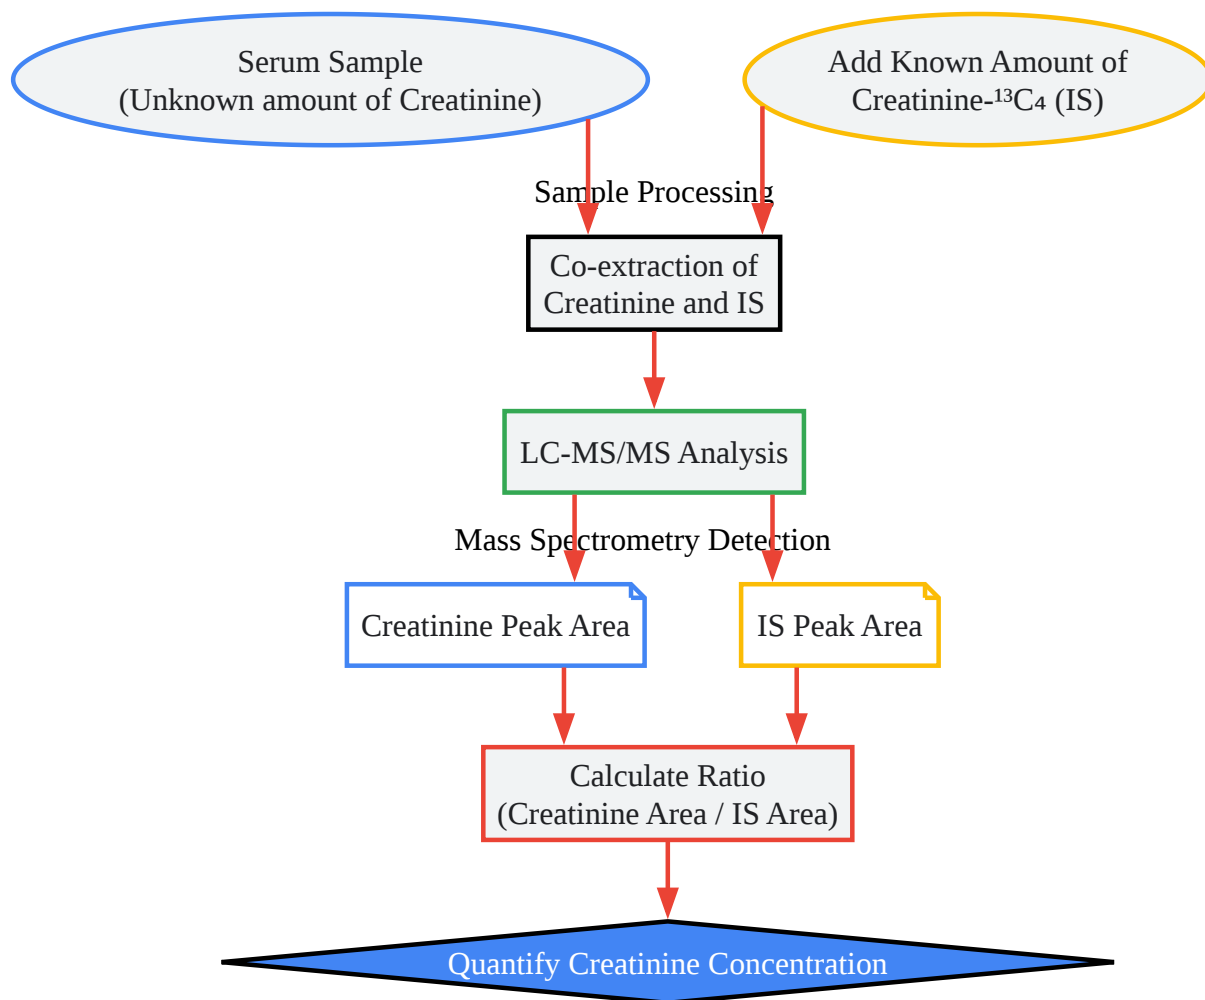 Serum Sample
(Unknown amount of Creatinine)
Add Known Amount of
Creatinine-¹³C₄ (IS)
Sample Processing
Co-extraction of
Creatinine and IS
LC-MS/MS Analysis
Mass Spectrometry Detection
Creatinine Peak Area
IS Peak Area
Calculate Ratio
(Creatinine Area / IS Area)
Quantify Creatinine Concentration